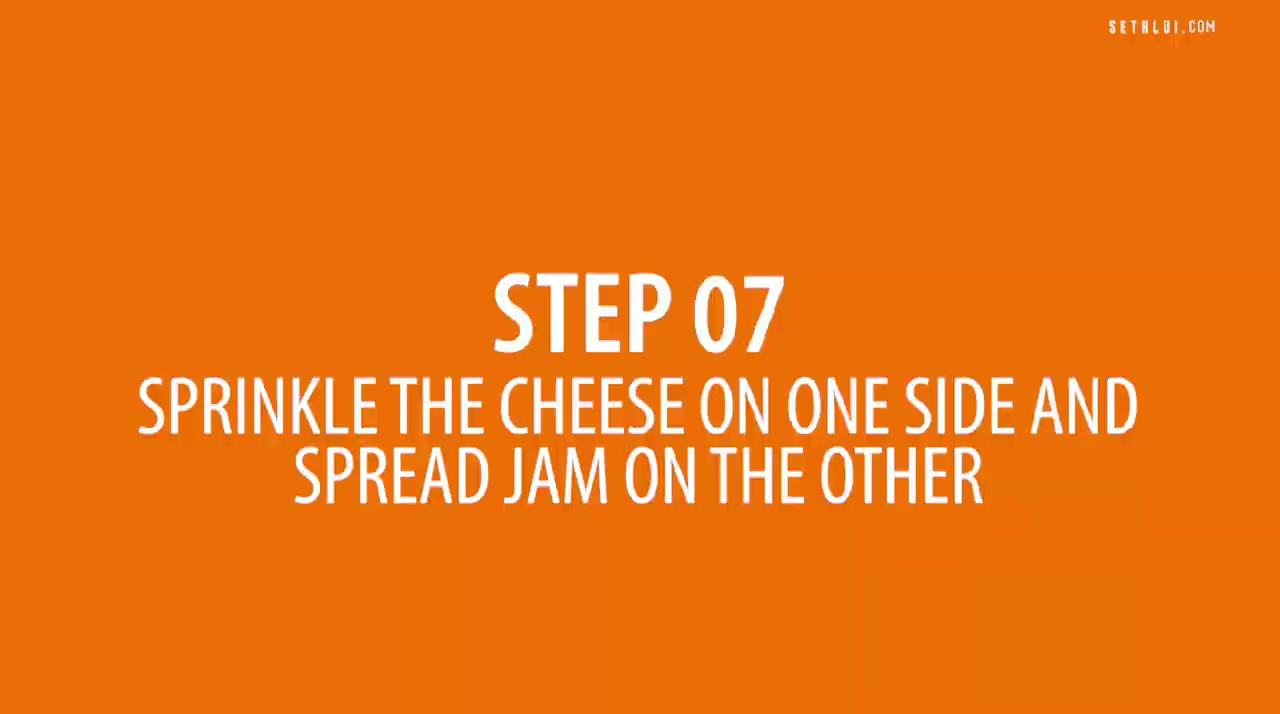 SETHLUI.COM
STEP 07
SPRINKLE THE CHEESE ON ONE SIDE AND
SPREAD JAM ON THE OTHER